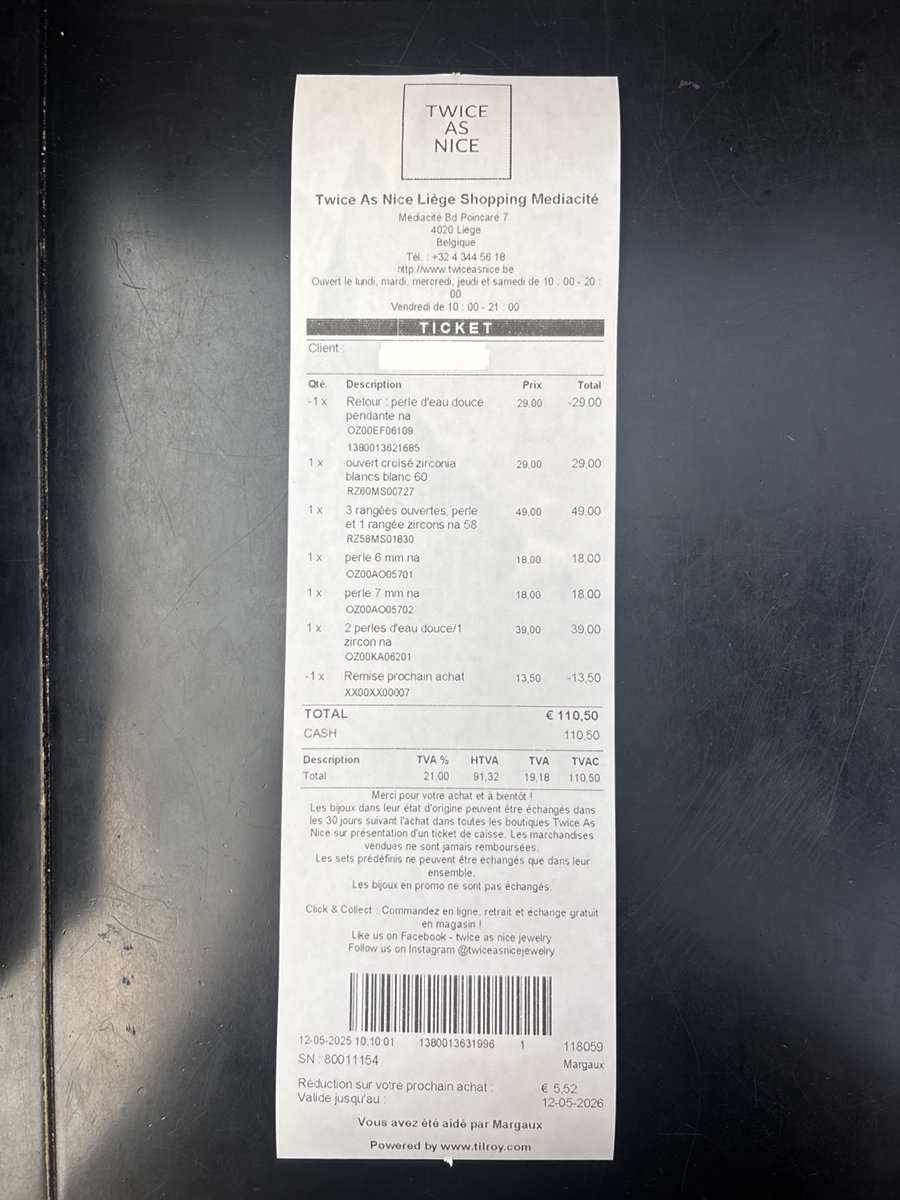 TWICE
AS
NICE
Twice As Nice Liège Shopping Mediacité
Médiacité Bd Poincaré 7
4020 Liège
Belgique
Tél. : +32 4 344 56 18
http://www.twiceasnice.be
Ouvert le lundi, mardi, mercredi, jeudi et samedi de 10 : 00 - 20 :
00
Vendredi de 10 : 00 - 21 : 00
TICKET
Client :
Qté. Description Prix Total
-1 x Retour : perle d'eau douce 29,00 -29,00
pendante na
OZ00EF06109
1380013621685
1 x ouvert croisé zirconia 29,00 29,00
blancs blanc 60
RZ60MS00727
1 x 3 rangées ouvertes, perle 49,00 49,00
et 1 rangée zircons na 58
RZ58MS01830
1 x perle 6 mm na 18,00 18,00
OZ00AO05701
1 x perle 7 mm na 18,00 18,00
OZ00AO05702
1 x 2 perles d'eau douce/1 39,00 39,00
zircon na
OZ00KA06201
-1 x Remise prochain achat 13,50 -13,50
XX00XX00007
TOTAL € 110,50
CASH 110,50
Description TVA % HTVA TVA TVAC
Total 21,00 91,32 19,18 110,50
Merci pour votre achat et à bientôt !
Les bijoux dans leur état d'origine peuvent être échangés dans
les 30 jours suivant l'achat dans toutes les boutiques Twice As
Nice sur présentation d'un ticket de caisse. Les marchandises
vendues ne sont jamais remboursées.
Les sets prédéfinis ne peuvent être échangés que dans leur
ensemble.
Les bijoux en promo ne sont pas échangés.
Click & Collect : Commandez en ligne, retrait et échange gratuit
en magasin !
Like us on Facebook - twice as nice jewelry
Follow us on Instagram @twiceasnicejewelry
12-05-2025 10:10:01 1380013631996 1 118059
SN : 80011154 Margaux
Réduction sur votre prochain achat : € 5,52
Valide jusqu'au : 12-05-2026
Vous avez été aidé par Margaux
Powered by www.tilroy.com